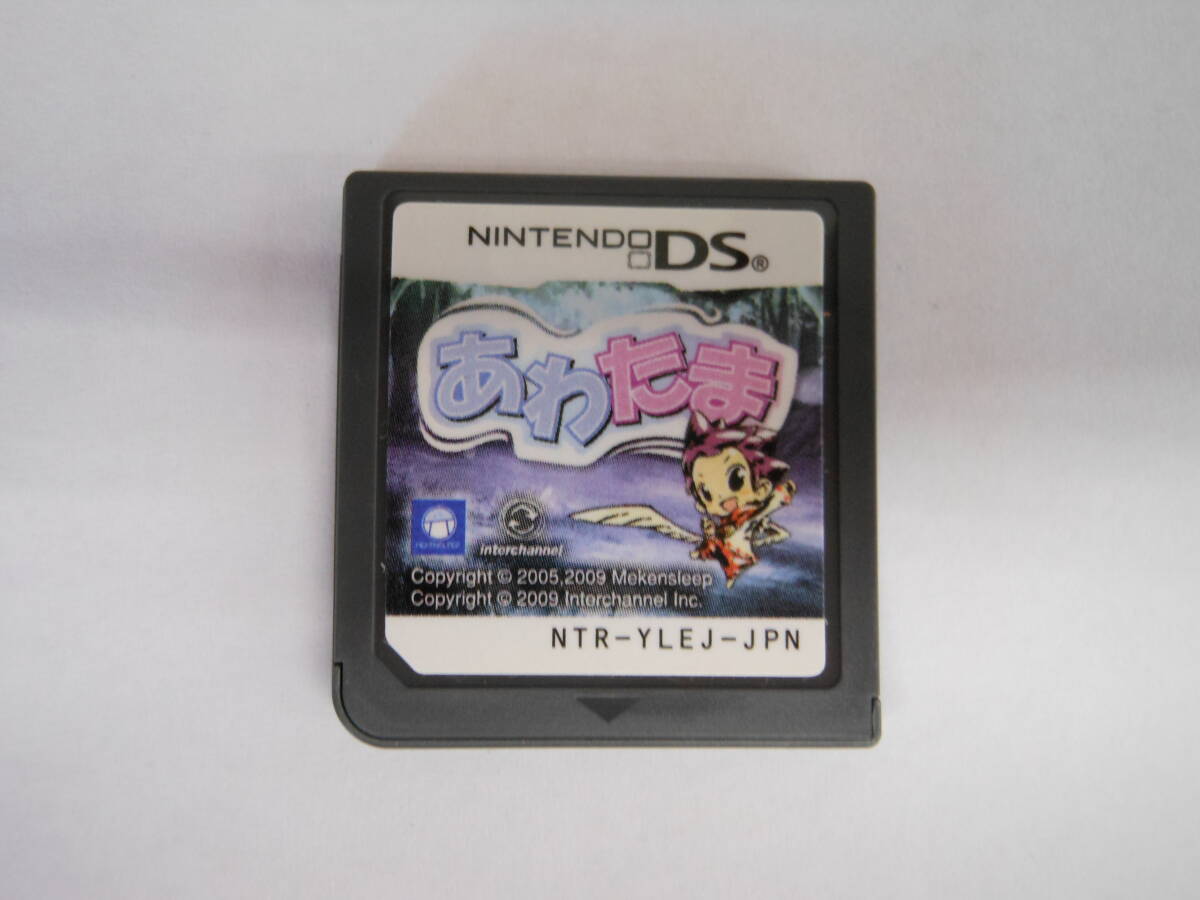 NINTENDO DS®
あわたま
interchannel
Copyright © 2005,2009 Mekensleep
Copyright © 2009 Interchannel Inc.
NTR-YLEJ-JPN